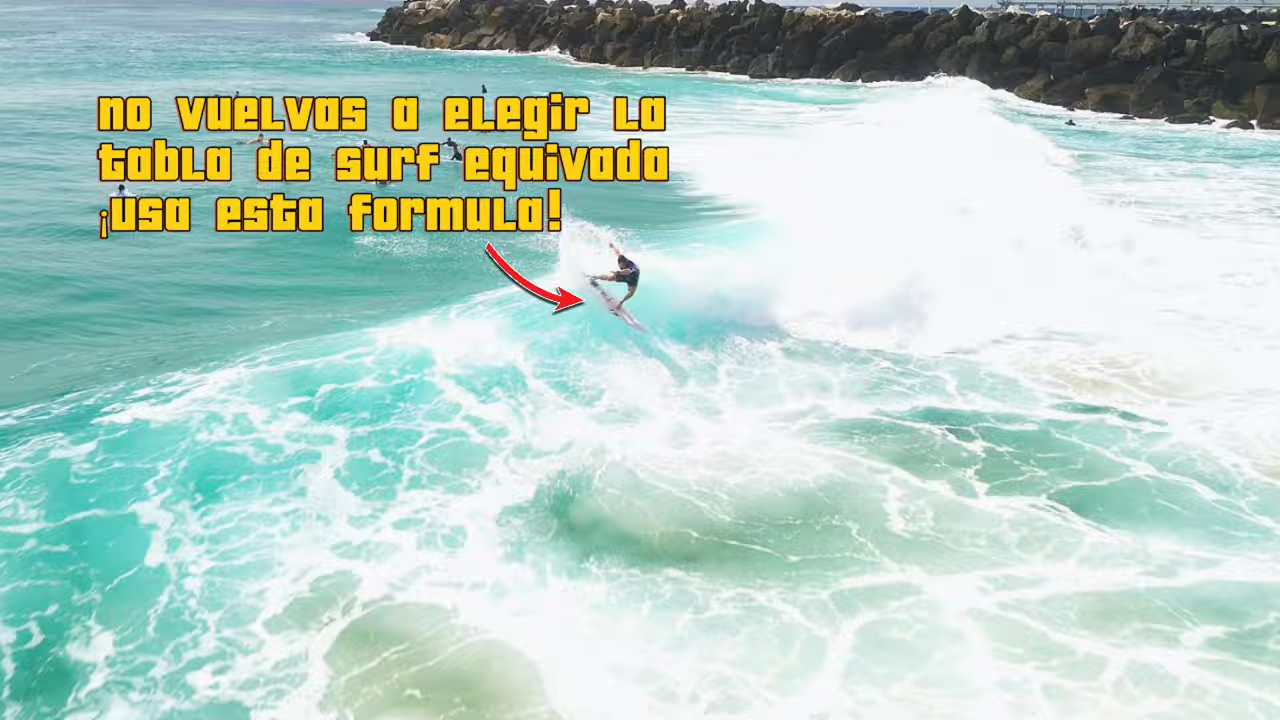 no vuelvas a elegir la
tabla de surf equivada
¡usa esta formula!